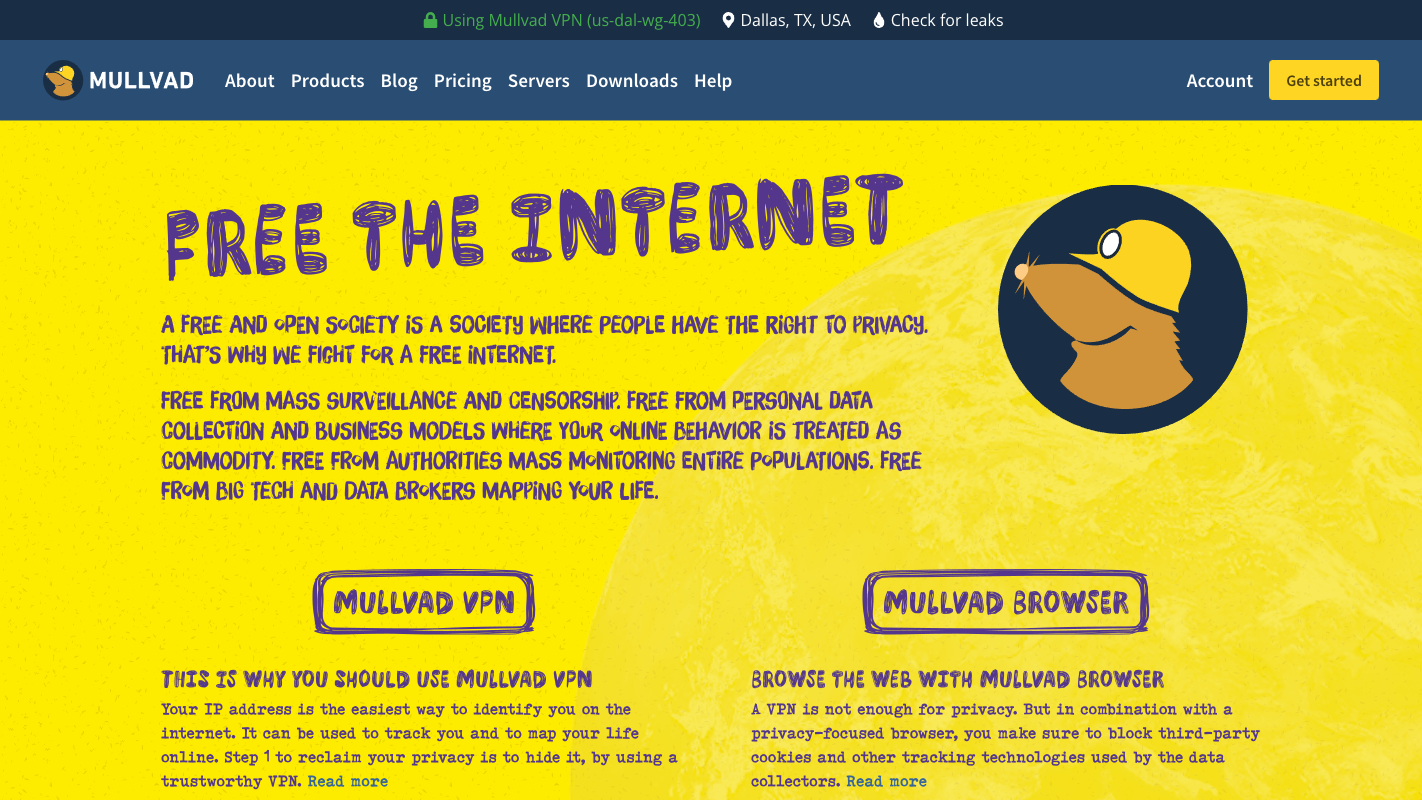 Using Mullvad VPN (us-dal-wg-403) Dallas, TX, USA Check for leaks
MULLVAD About Products Blog Pricing Servers Downloads Help Account Get started
FREE THE INTERNET
A FREE AND OPEN SOCIETY IS A SOCIETY WHERE PEOPLE HAVE THE RIGHT TO PRIVACY.
THAT'S WHY WE FIGHT FOR A FREE INTERNET.
FREE FROM MASS SURVEILLANCE AND CENSORSHIP. FREE FROM PERSONAL DATA
COLLECTION AND BUSINESS MODELS WHERE YOUR ONLINE BEHAVIOR IS TREATED AS
COMMODITY. FREE FROM AUTHORITIES MASS MONITORING ENTIRE POPULATIONS. FREE
FROM BIG TECH AND DATA BROKERS MAPPING YOUR LIFE.
MULLVAD VPN
THIS IS WHY YOU SHOULD USE MULLVAD VPN
Your IP address is the easiest way to identify you on the
internet. It can be used to track you and to map your life
online. Step 1 to reclaim your privacy is to hide it, by using a
trustworthy VPN. Read more
MULLVAD BROWSER
BROWSE THE WEB WITH MULLVAD BROWSER
A VPN is not enough for privacy. But in combination with a
privacy-focused browser, you make sure to block third-party
cookies and other tracking technologies used by the data
collectors. Read more